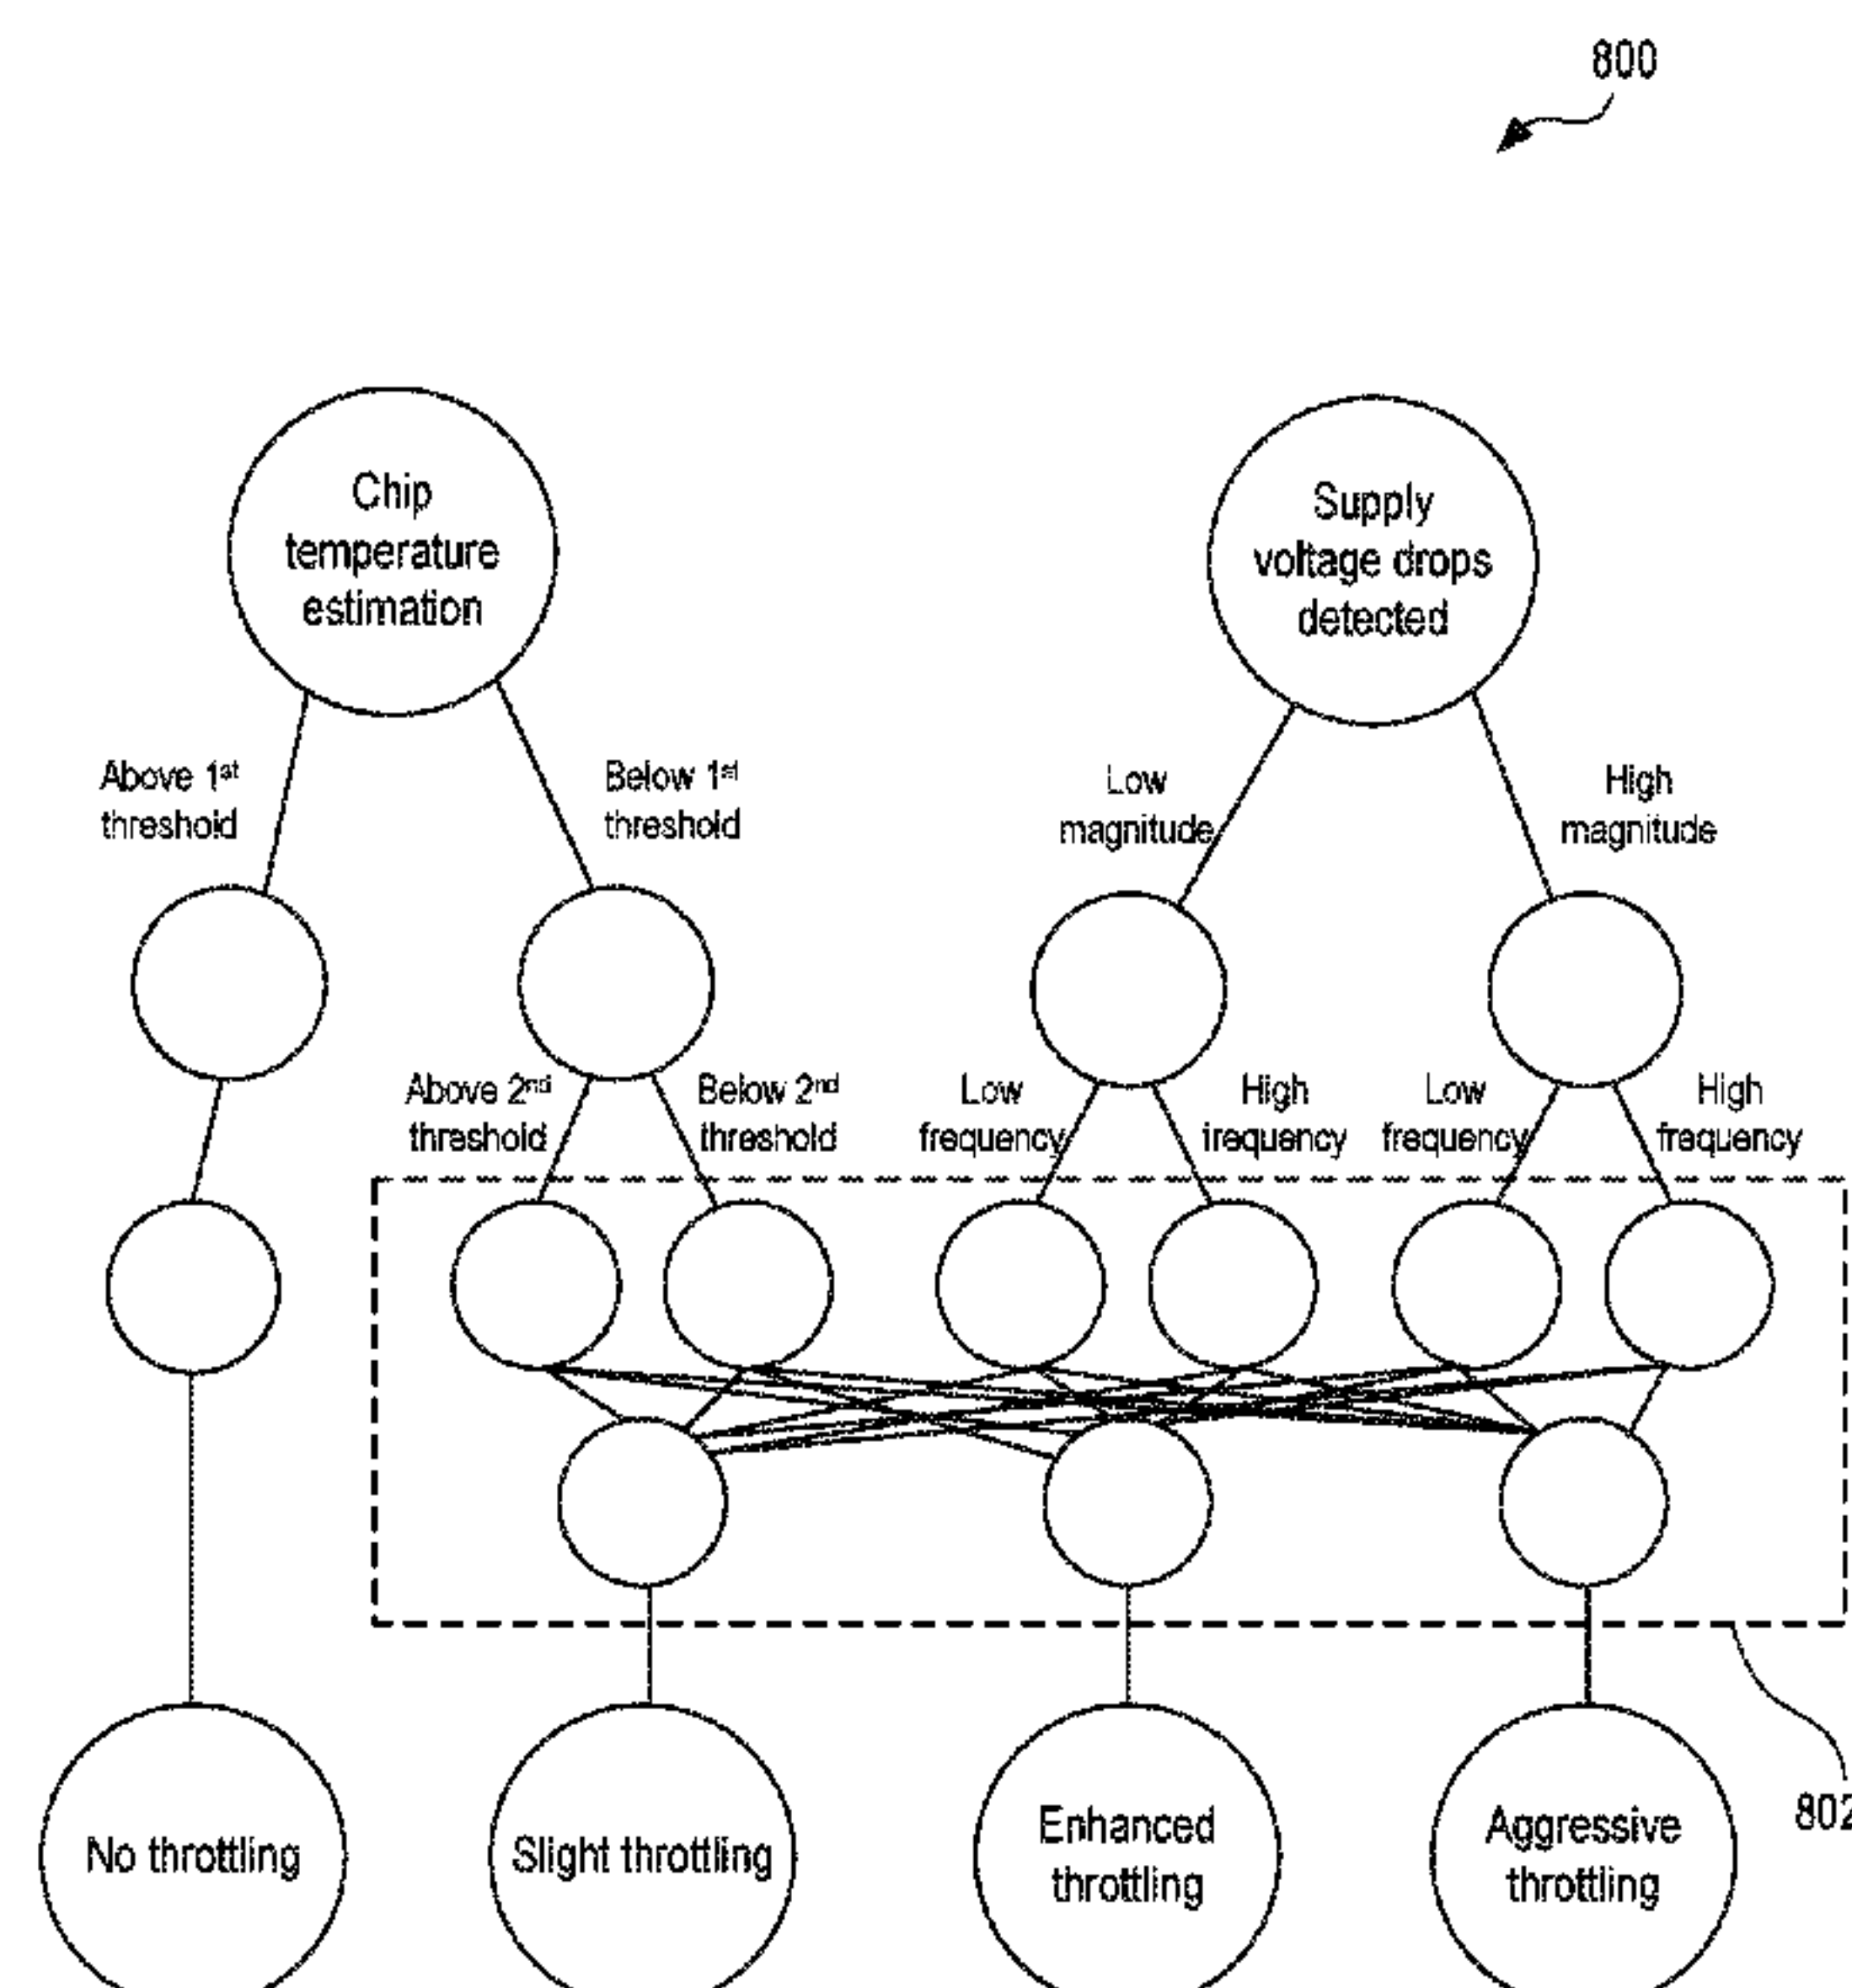 800
Chip
temperature
estimation
Supply
voltage drops
detected
Above 1st
threshold
Below 1st
threshold
Low
magnitude
High
magnitude
Above 2nd
threshold
Below 2nd
threshold
Low
frequency
High
frequency
Low
frequency
High
frequency
No throttling
Slight throttling
Enhanced
throttling
Aggressive
throttling
802